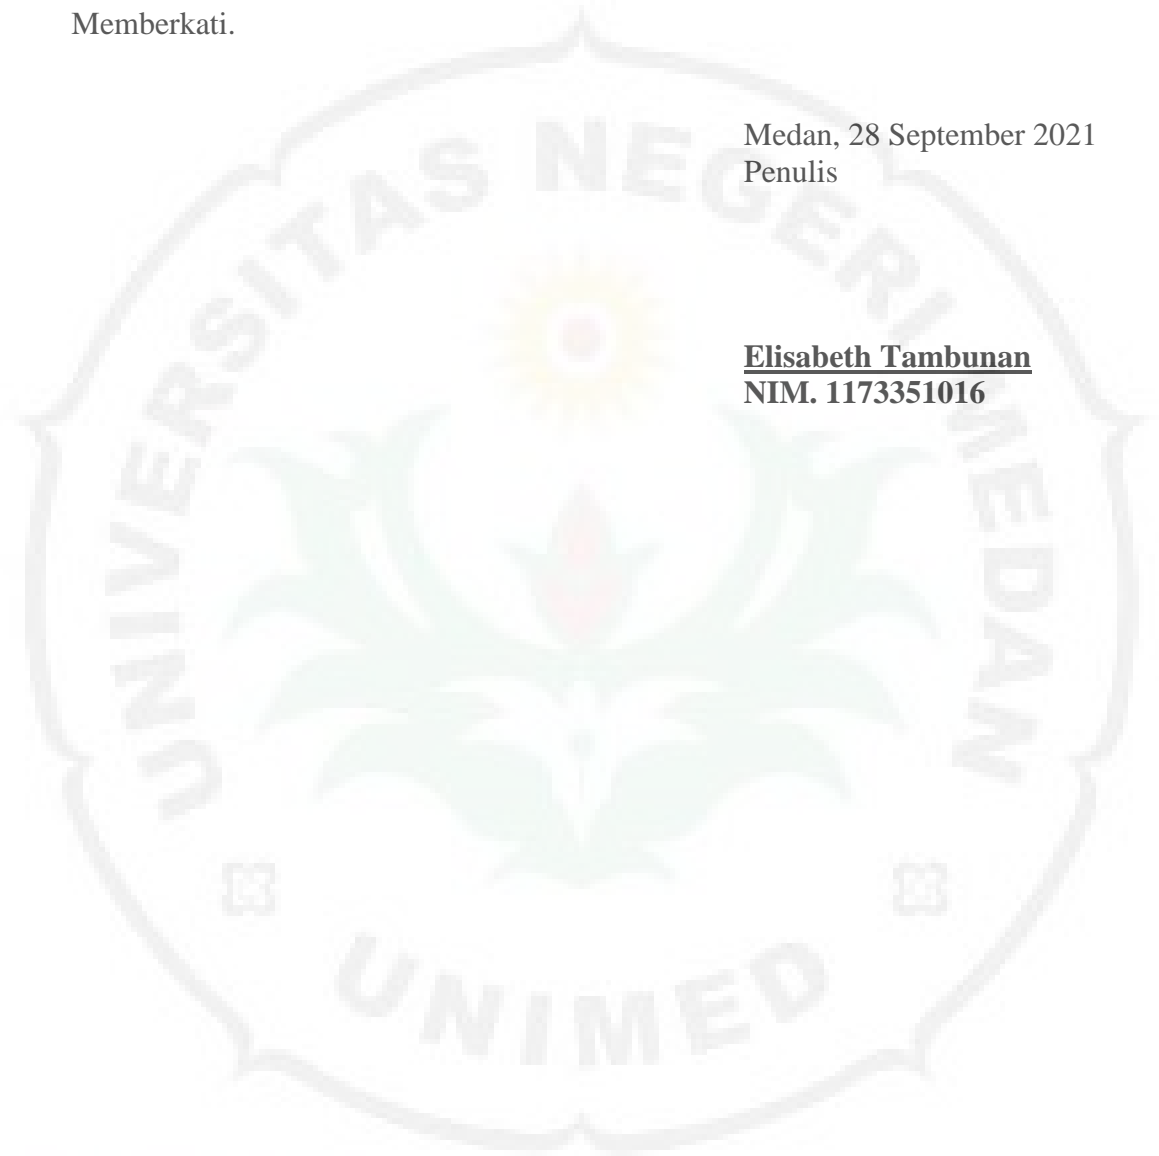 Memberkati.
Medan, 28 September 2021
Penulis
Elisabeth Tambunan
NIM. 1173351016
UNIVERSITAS NEGERI MEDAN
UNIMED